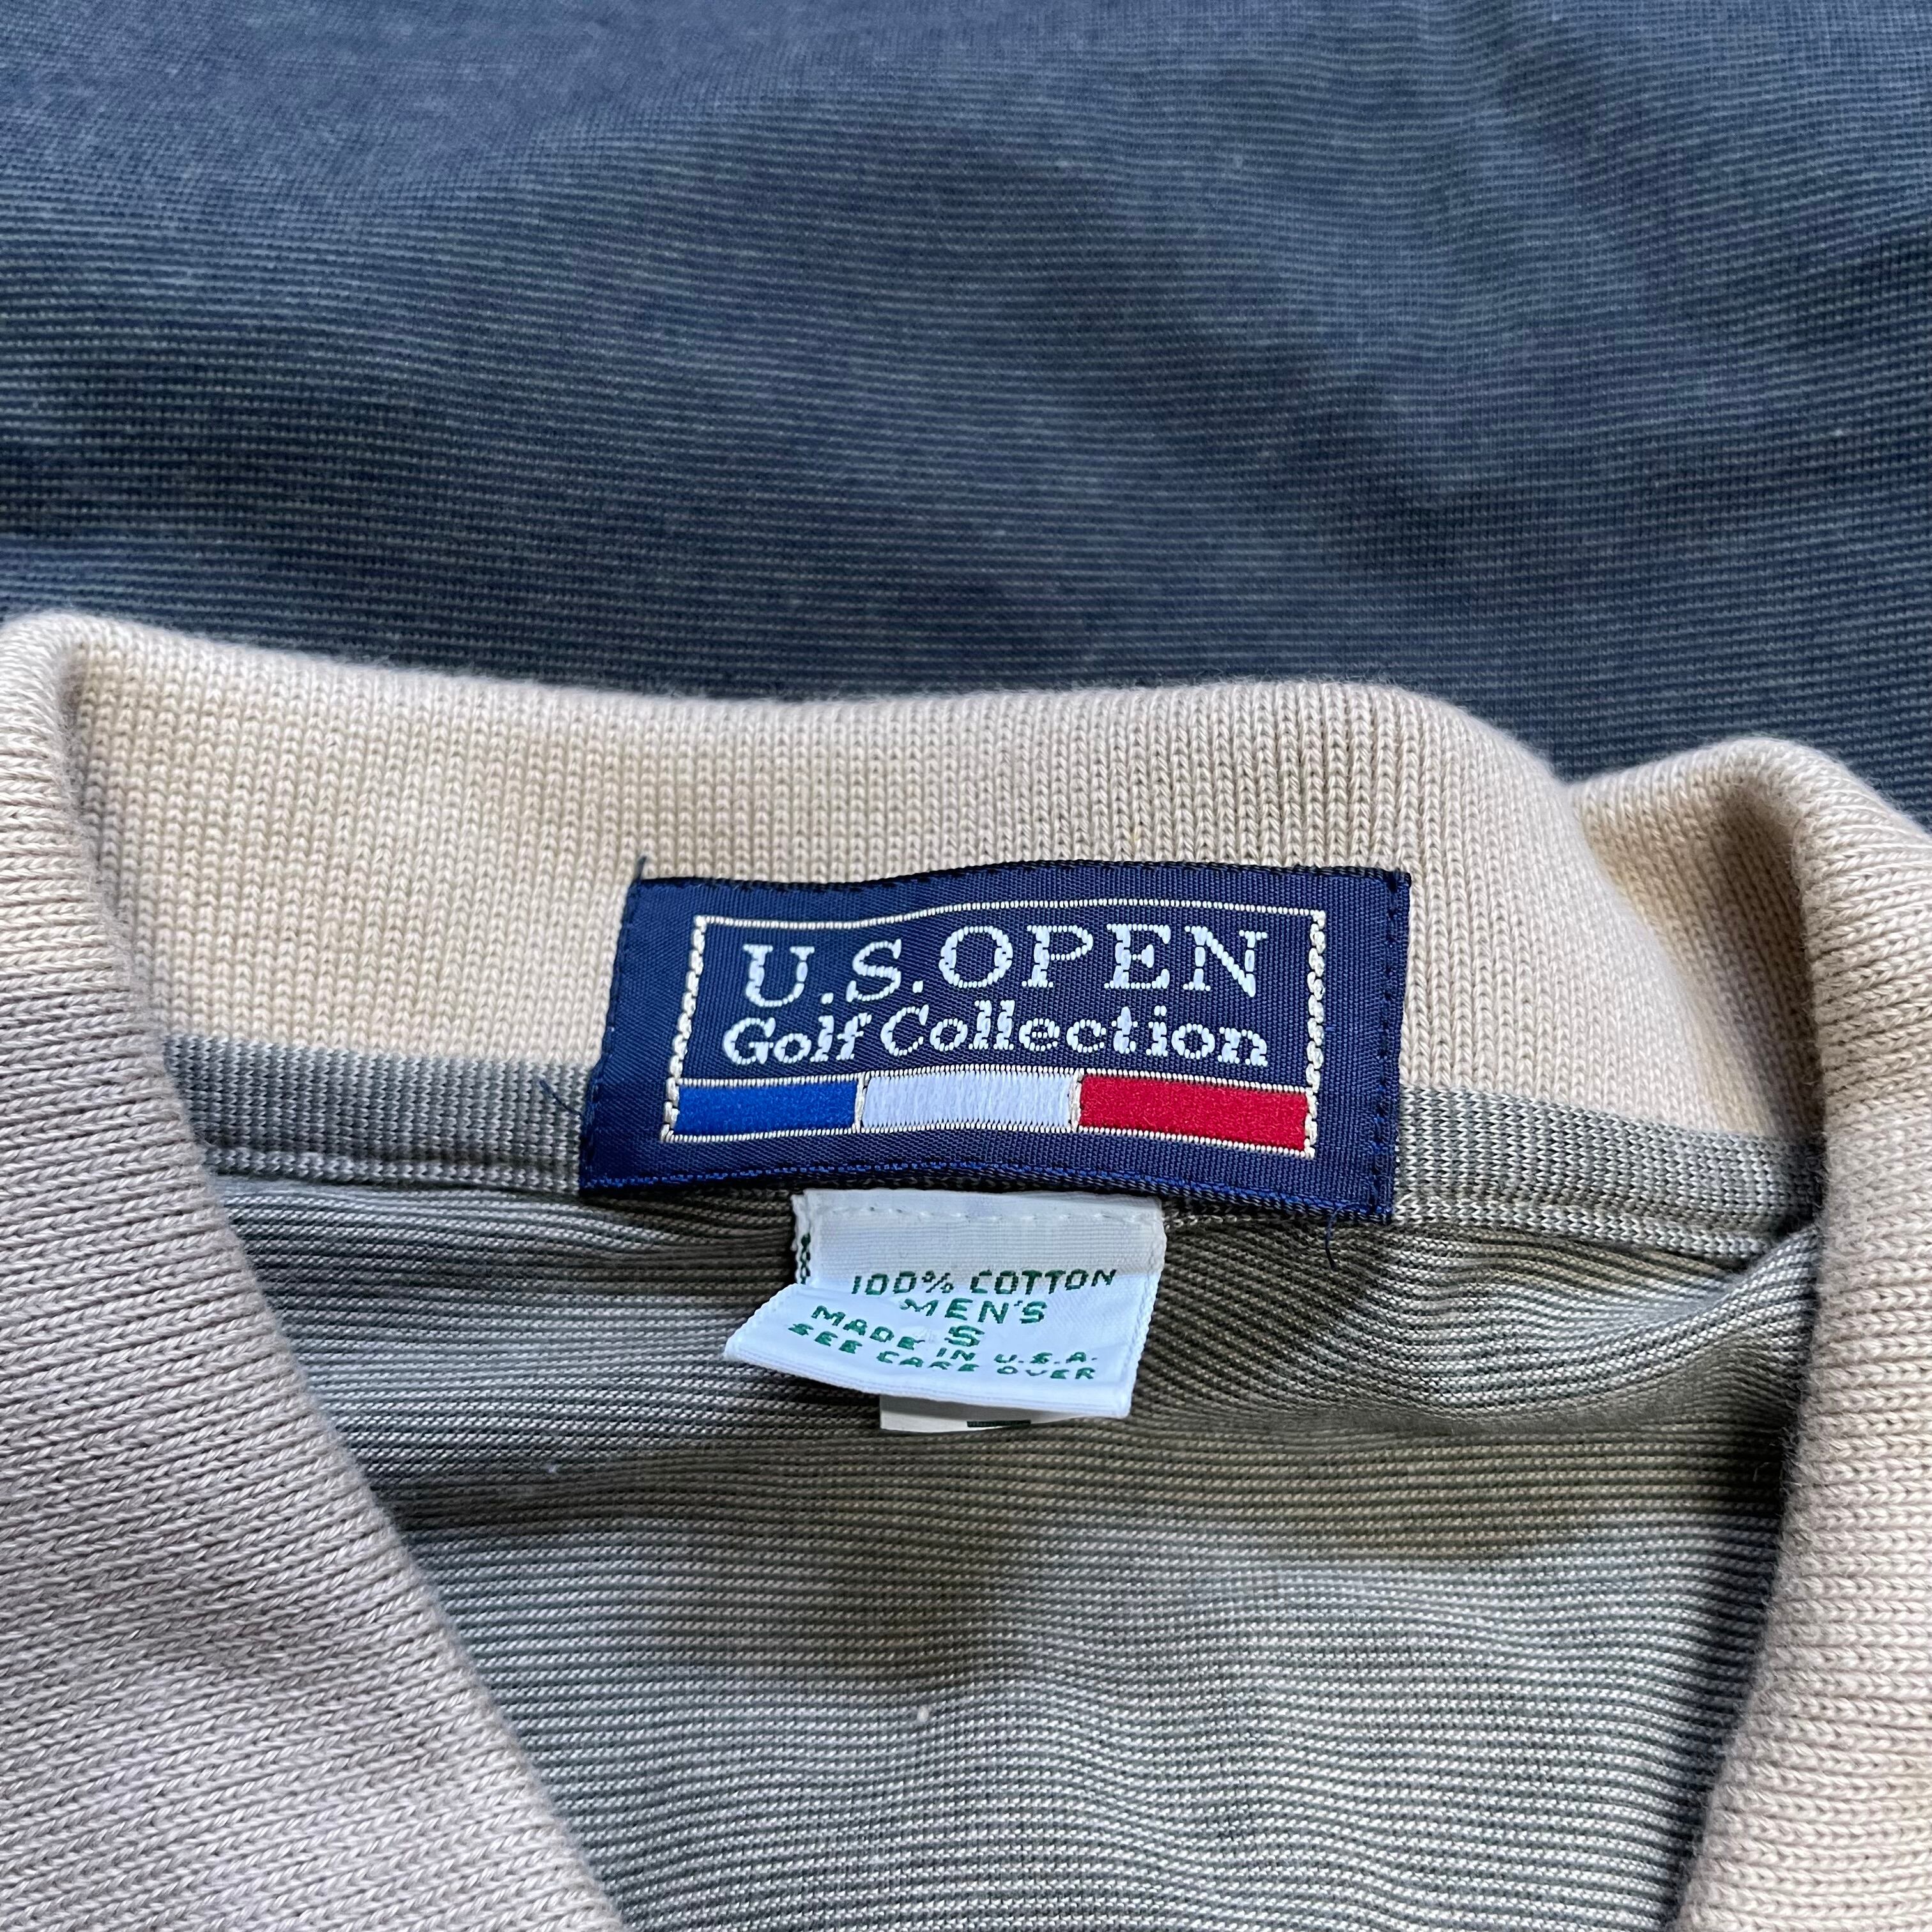 U.S. OPEN
Golf Collection
100% COTTON
MEN'S
S
MADE IN U.S.A.
SEE CARE OVER